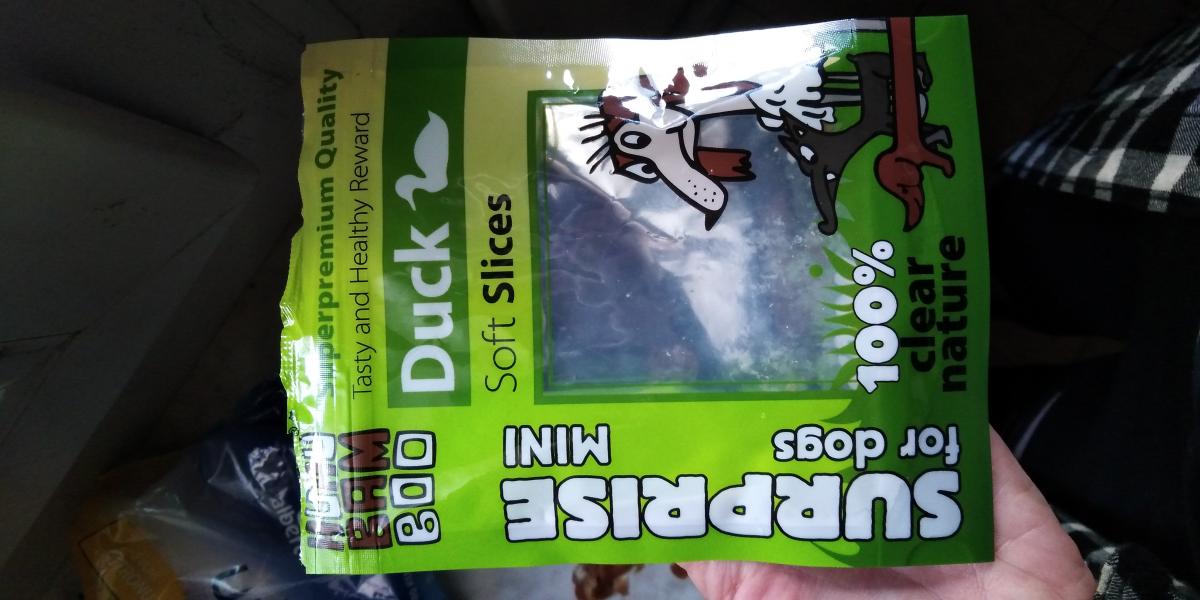 Superpremium Quality
Tasty and Healthy Reward
Duck
Soft Slices
100%
clear
nature
BAM
BOO
SURPRISE
for dogs
MINI